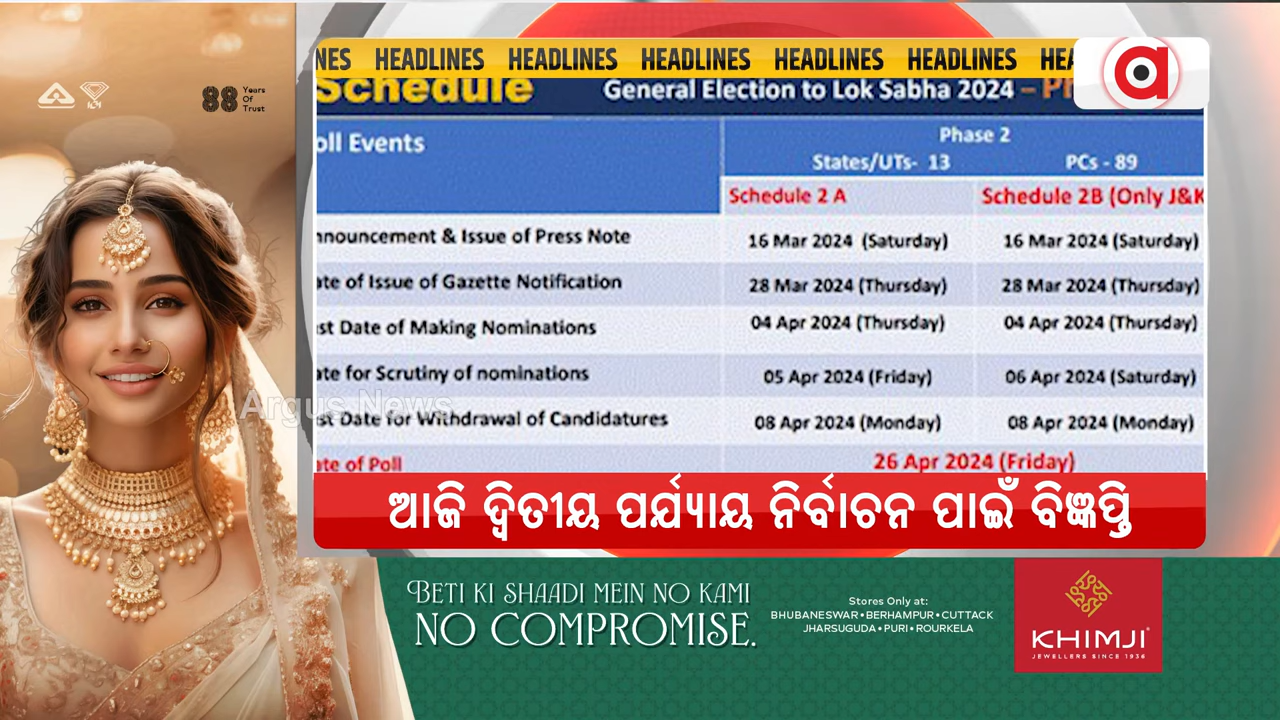 88 Years
Of
Trust
HEADLINES HEADLINES HEADLINES HEADLINES HEADLINES
Schedule General Election to Lok Sabha 2024 –
Events
Phase 2
States/UTs- 13 PCs - 89
Schedule 2 A Schedule 2B (Only J&K
nnouncement & Issue of Press Note 16 Mar 2024 (Saturday) 16 Mar 2024 (Saturday)
ate of Issue of Gazette Notification 28 Mar 2024 (Thursday) 28 Mar 2024 (Thursday)
st Date of Making Nominations 04 Apr 2024 (Thursday) 04 Apr 2024 (Thursday)
ate for Scrutiny of nominations 05 Apr 2024 (Friday) 06 Apr 2024 (Saturday)
st Date for Withdrawal of Candidatures 08 Apr 2024 (Monday) 08 Apr 2024 (Monday)
ate of Poll 26 Apr 2024 (Friday)
Argus News
ଆଜି ଦ୍ୱିତୀୟ ପର୍ଯ୍ୟାୟ ନିର୍ବାଚନ ପାଇଁ ବିଜ୍ଞପ୍ତି
BETI KI SHAADI MEIN NO KAMI
NO COMPROMISE.
Stores Only at:
BHUBANESWAR • BERHAMPUR • CUTTACK
JHARSUGUDA • PURI • ROURKELA
KHIMJI
JEWELLERS SINCE 1936